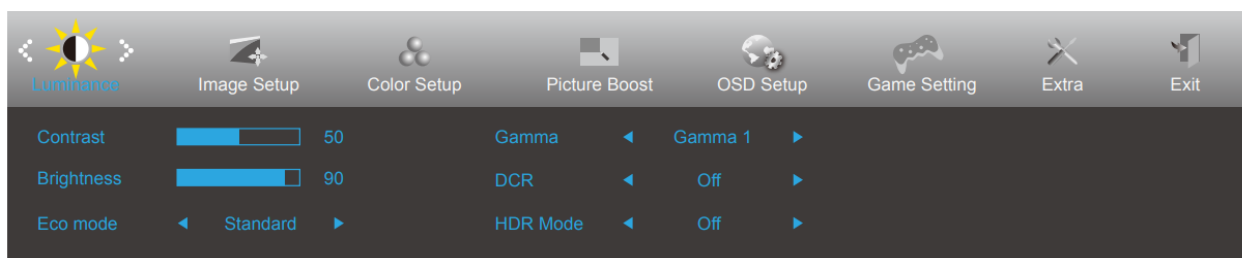 Luminance Image Setup Color Setup Picture Boost OSD Setup Game Setting Extra Exit
Contrast 50 Gamma Gamma 1
Brightness 90 DCR Off
Eco mode Standard HDR Mode Off